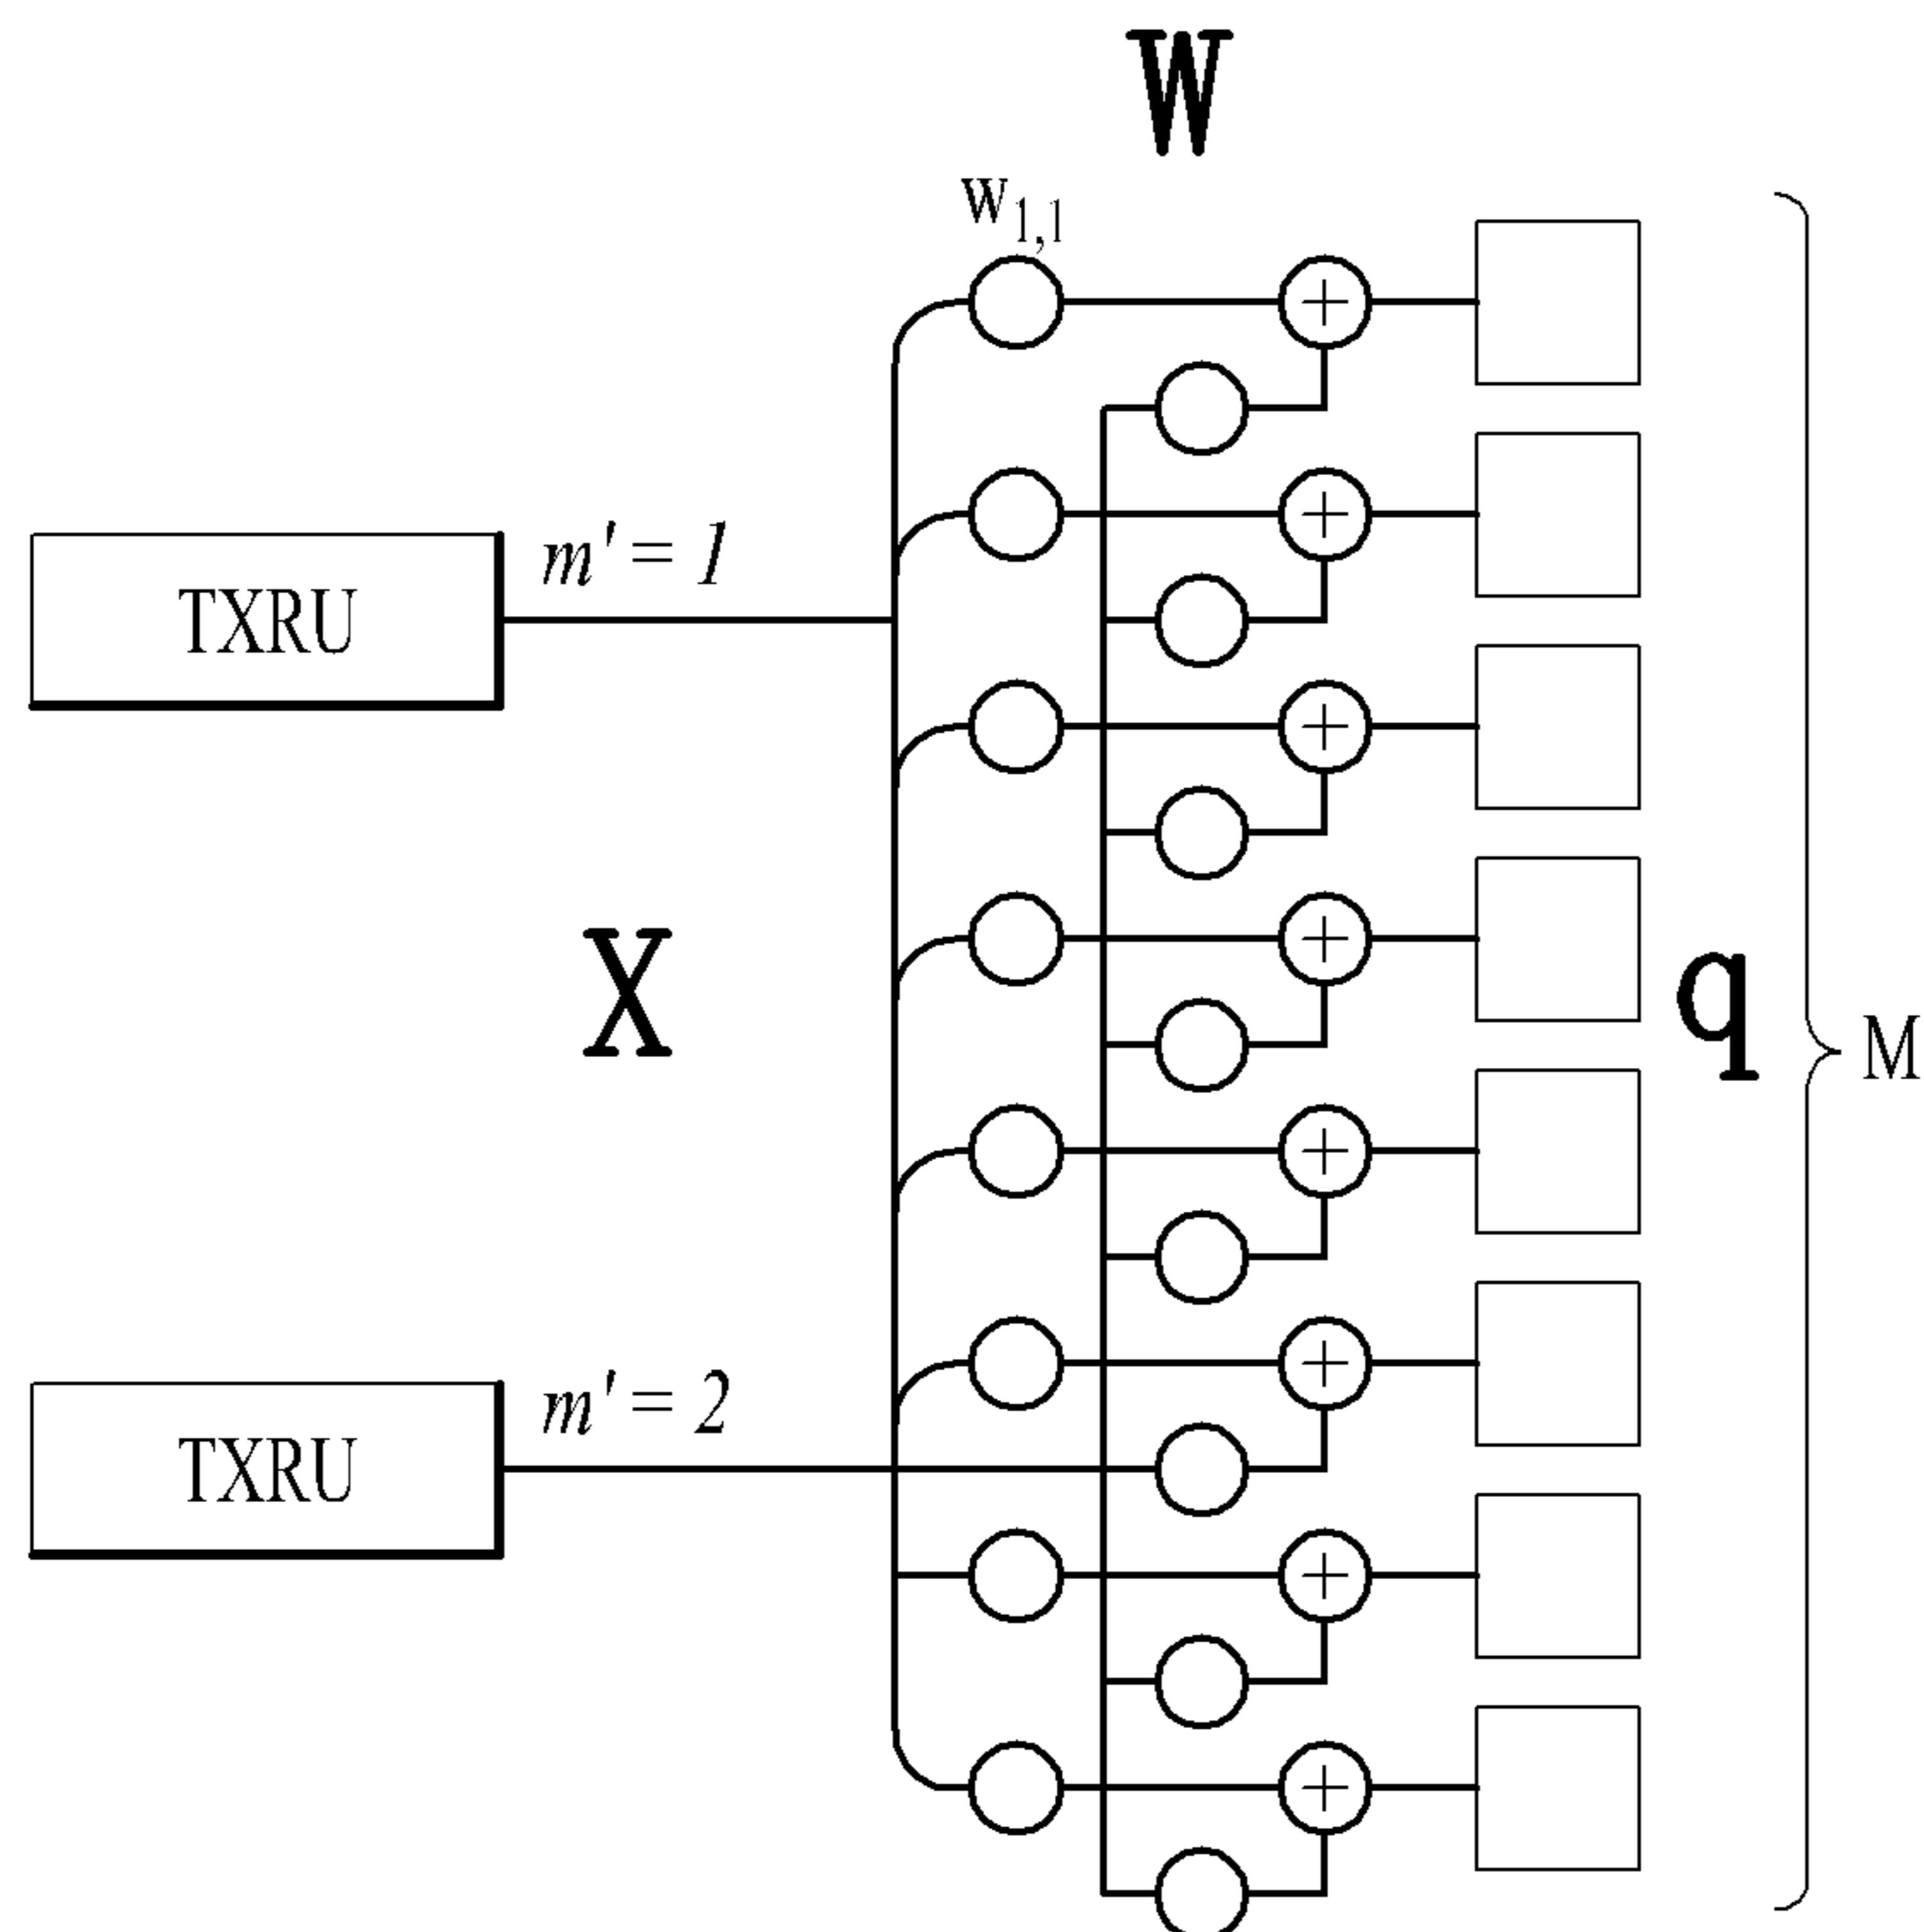 W
w1,1
m' = 1
TXRU
X
q
M
m' = 2
TXRU